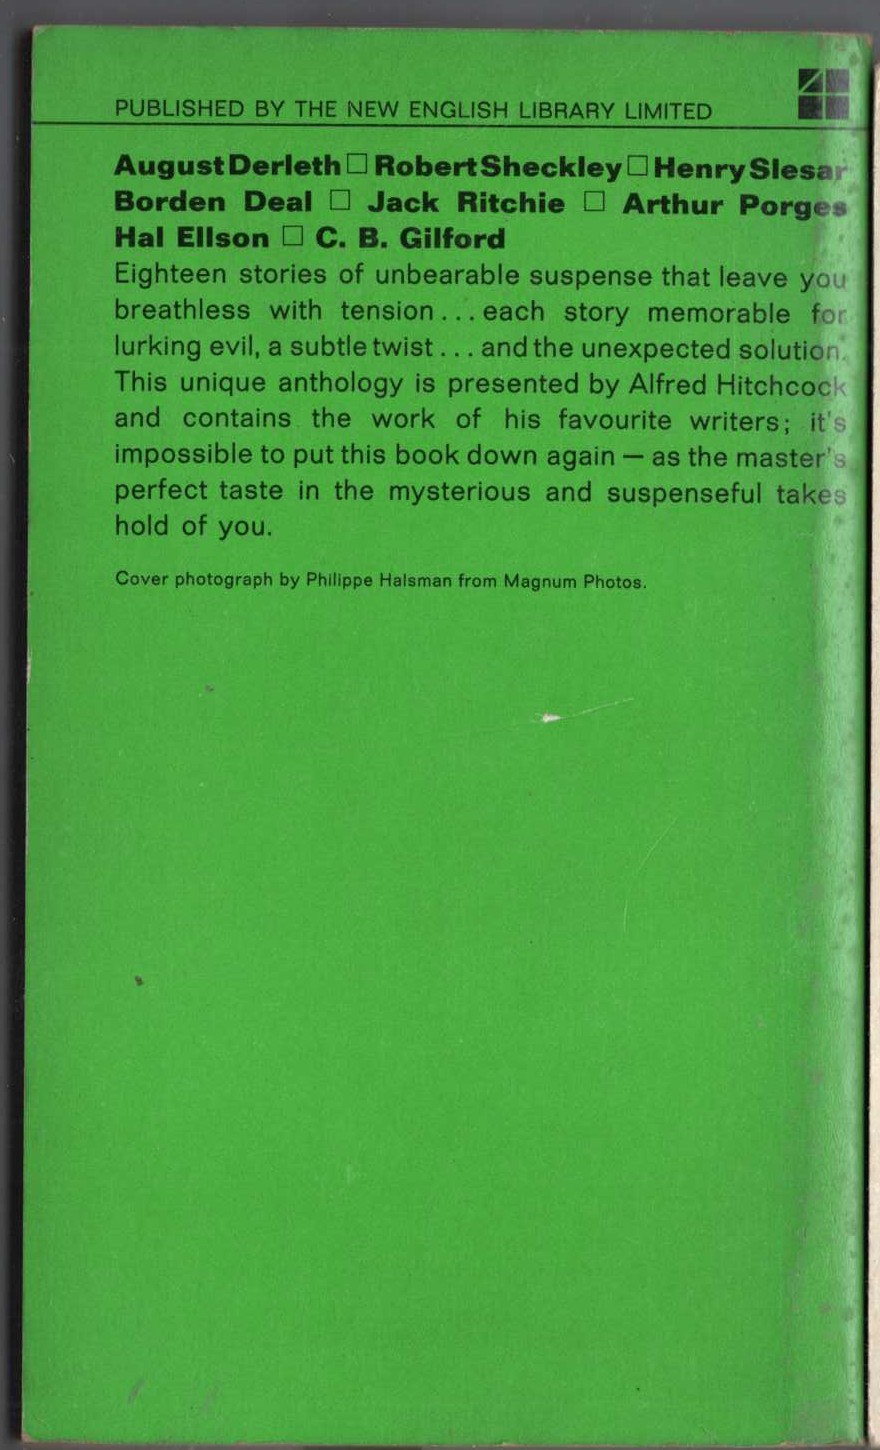 PUBLISHED BY THE NEW ENGLISH LIBRARY LIMITED
August Derleth □ Robert Sheckley □ Henry Slesar
Borden Deal □ Jack Ritchie □ Arthur Porges
Hal Ellson □ C. B. Gilford
Eighteen stories of unbearable suspense that leave you
breathless with tension . . . each story memorable for
lurking evil, a subtle twist . . . and the unexpected solution.
This unique anthology is presented by Alfred Hitchcock
and contains the work of his favourite writers; it's
impossible to put this book down again — as the master's
perfect taste in the mysterious and suspenseful takes
hold of you.
Cover photograph by Philippe Halsman from Magnum Photos.